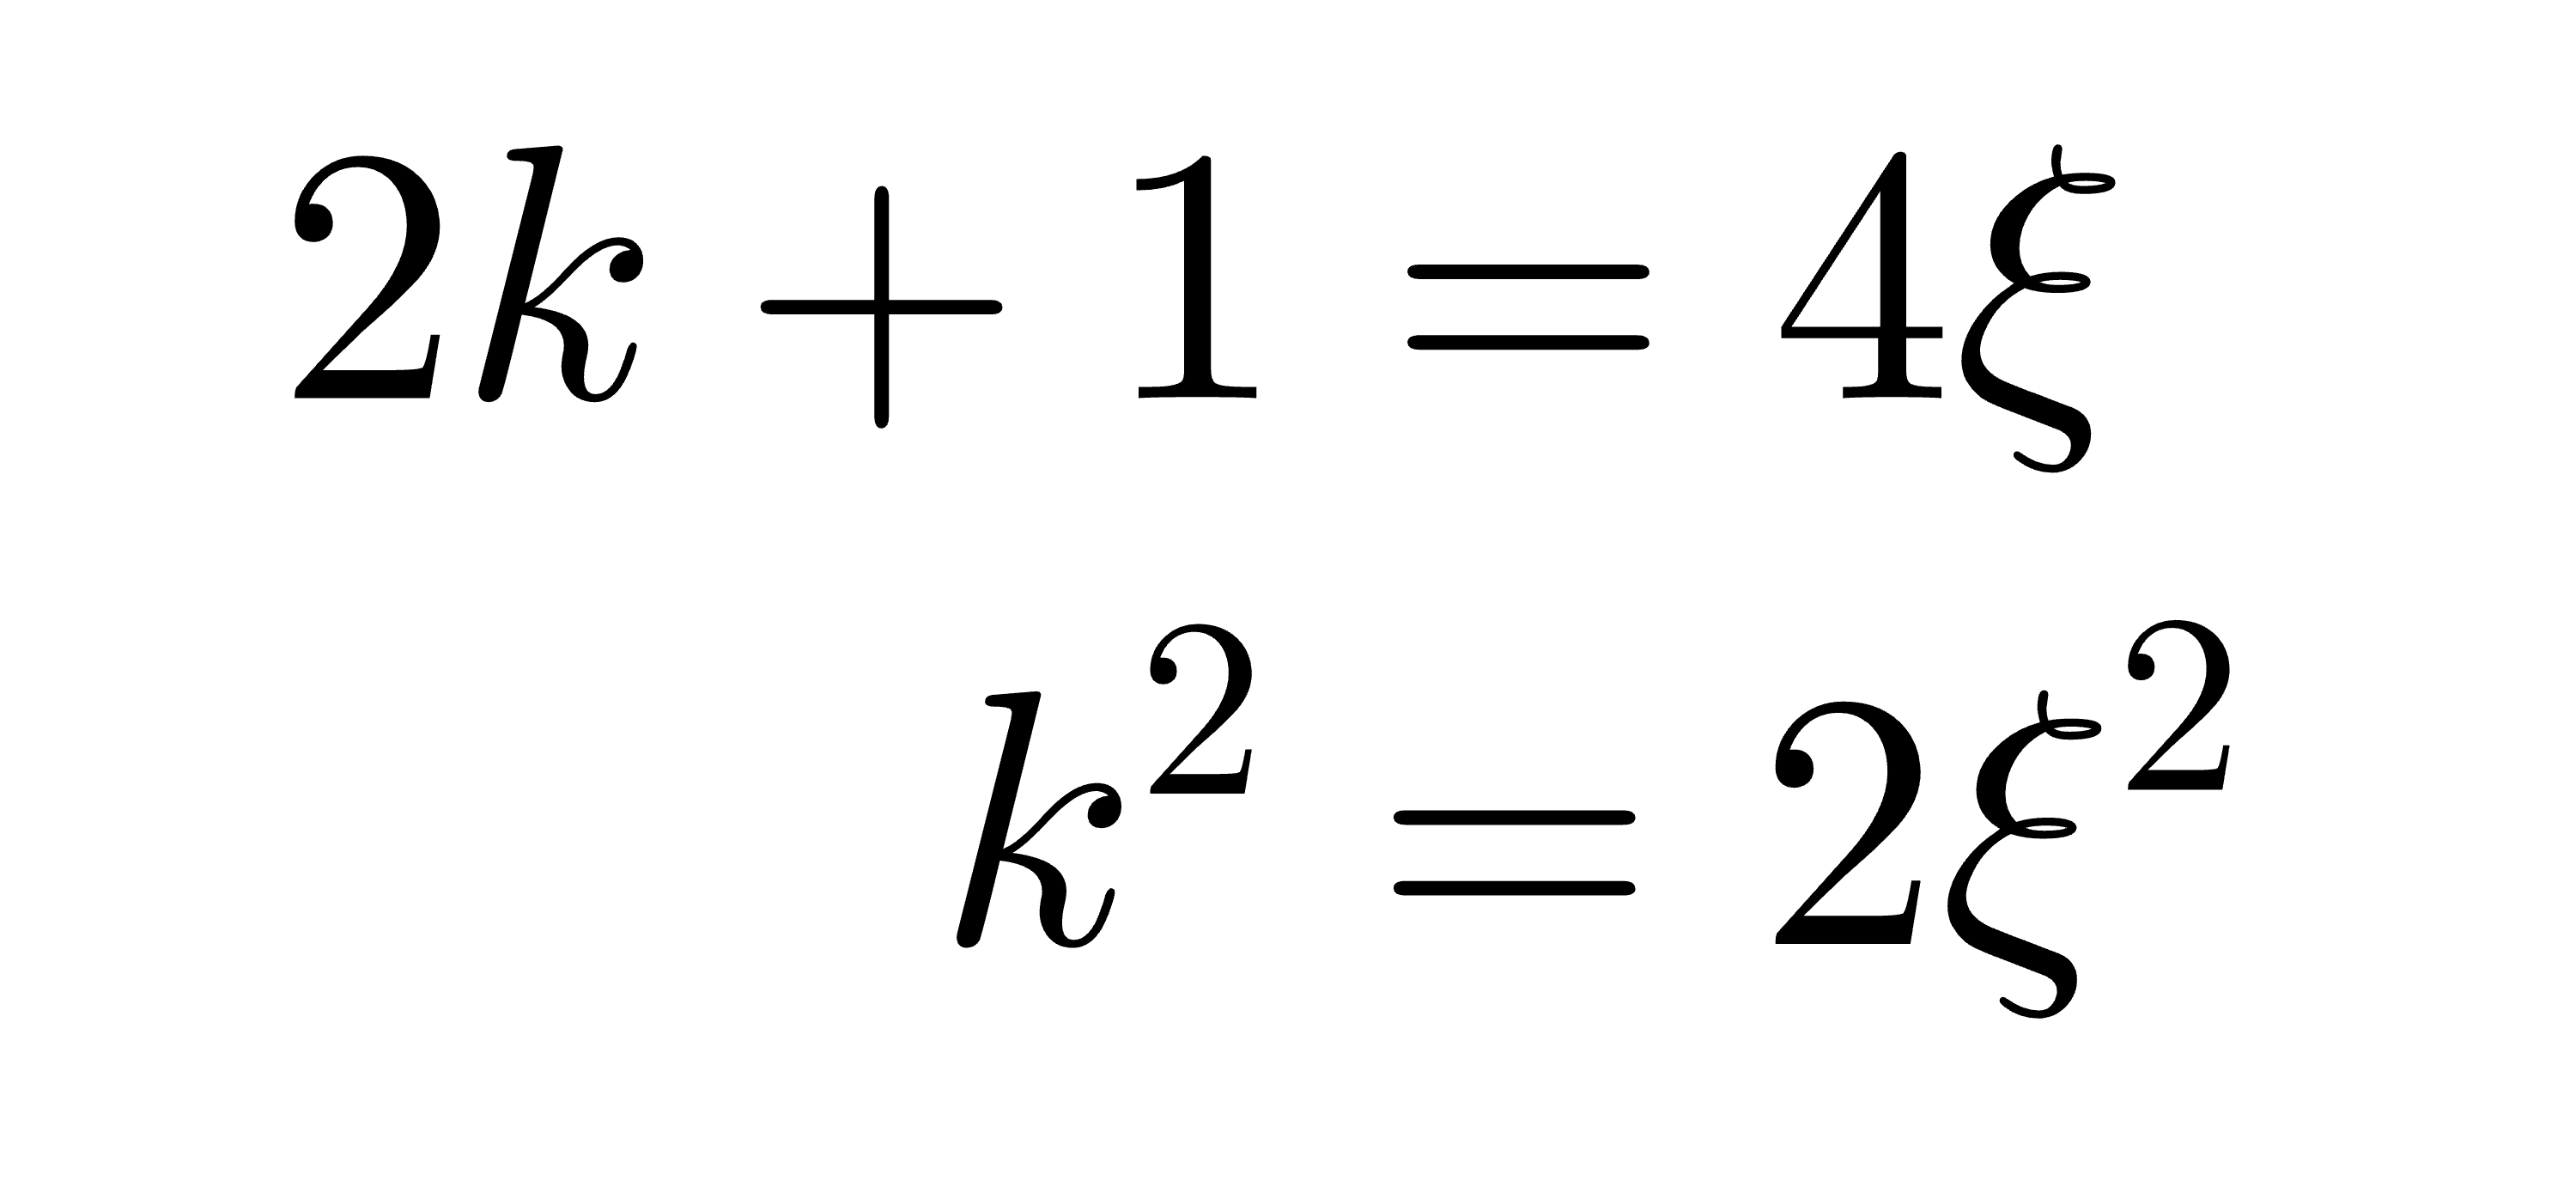 2k + 1 = 4ξ
k² = 2ξ²